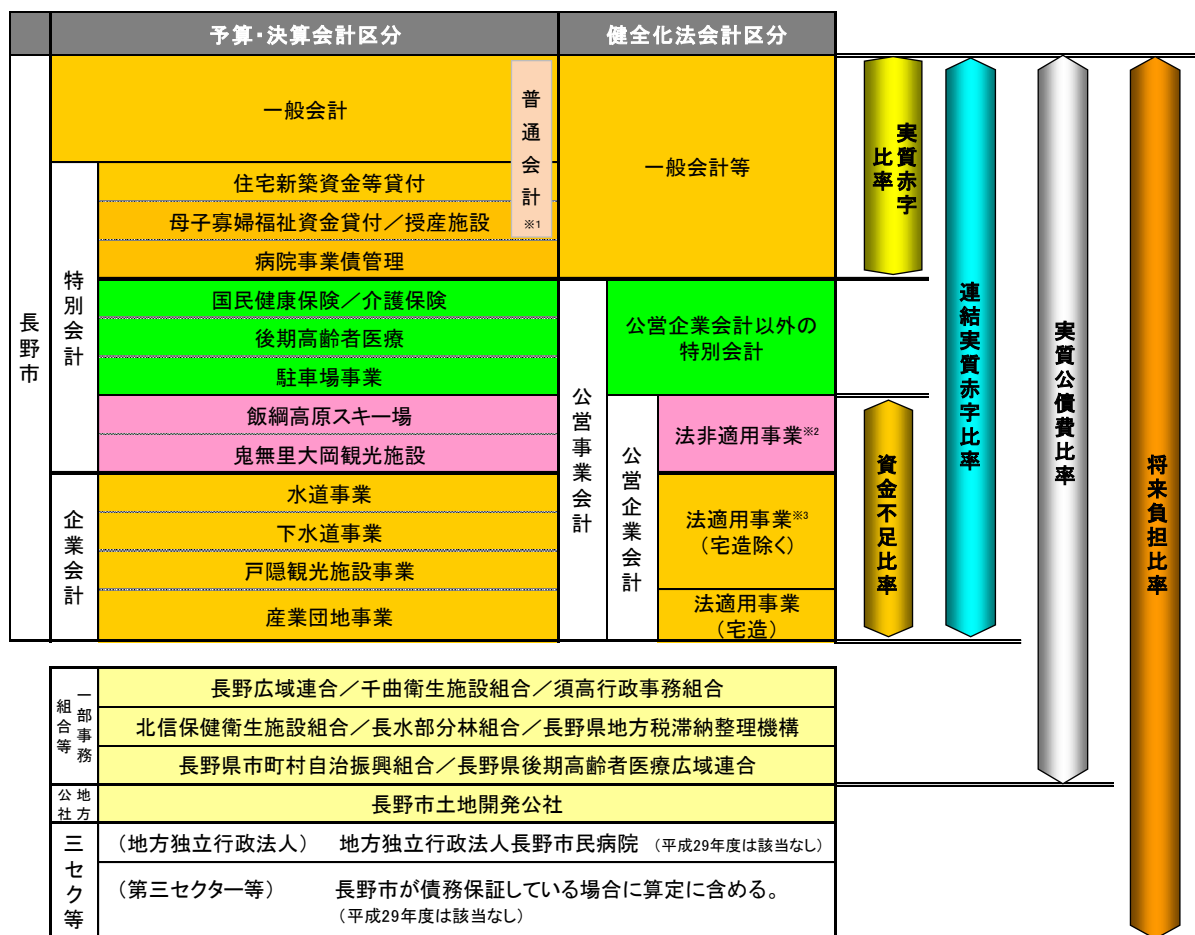 予算・決算会計区分
健全化法会計区分
長野市
一般会計
普通会計
※1
特別会計
住宅新築資金等貸付
母子寡婦福祉資金貸付／授産施設
病院事業債管理
国民健康保険／介護保険
後期高齢者医療
駐車場事業
飯綱高原スキー場
鬼無里大岡観光施設
企業会計
水道事業
下水道事業
戸隠観光施設事業
産業団地事業
一般会計等
公営事業会計
公営企業会計以外の
特別会計
公営企業会計
法非適用事業※2
法適用事業※3
（宅造除く）
法適用事業
（宅造）
実質赤字
比率
資金不足比率
連結実質赤字比率
実質公債費比率
将来負担比率
一部事務
組合等
長野広域連合／千曲衛生施設組合／須高行政事務組合
北信保健衛生施設組合／長水部分林組合／長野県地方税滞納整理機構
長野県市町村自治振興組合／長野県後期高齢者医療広域連合
地方
公社
長野市土地開発公社
三セク等
（地方独立行政法人） 地方独立行政法人長野市民病院 （平成29年度は該当なし）
（第三セクター等） 長野市が債務保証している場合に算定に含める。
（平成29年度は該当なし）